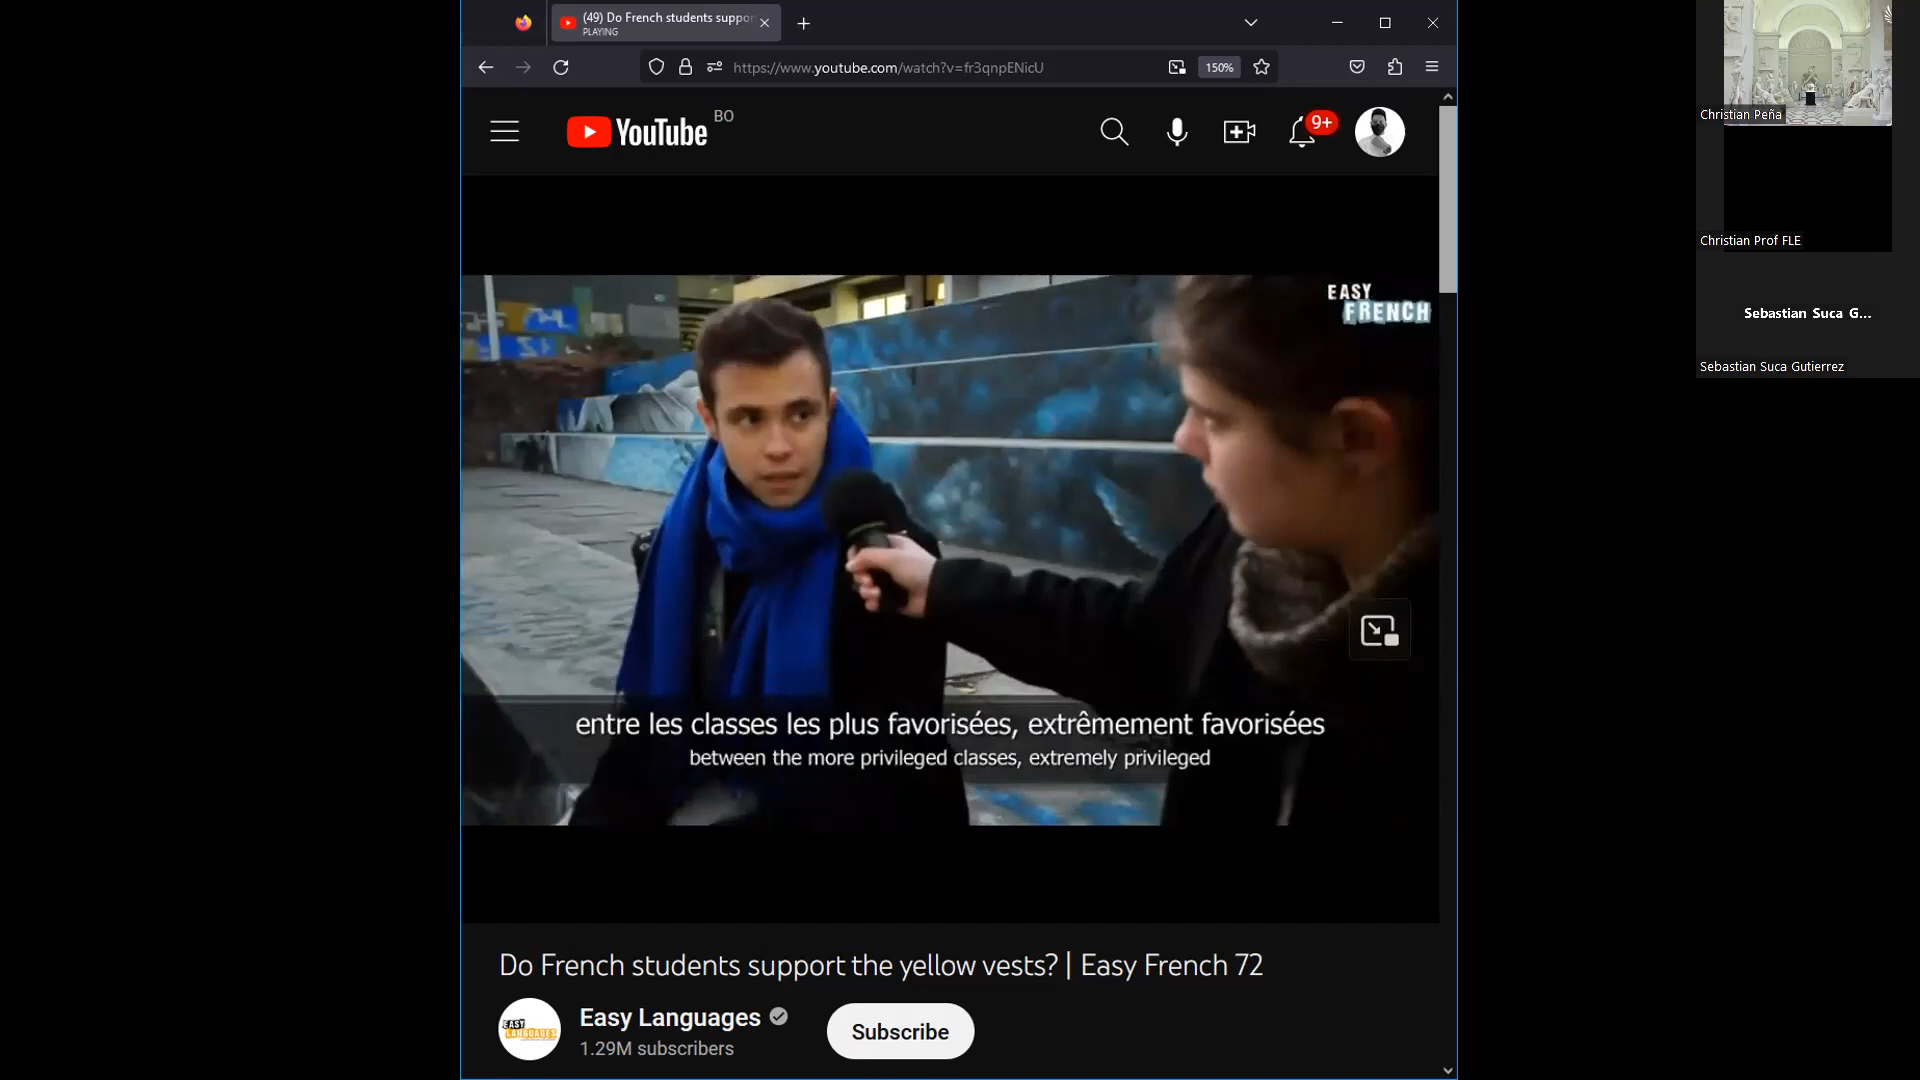 (49) Do French students suppor
PLAYING
https://www.youtube.com/watch?v=fr3qnpENicU
150%
YouTube
BO
9+
EASY
FRENCH
entre les classes les plus favorisées, extrêmement favorisées
between the more privileged classes, extremely privileged
Do French students support the yellow vests? | Easy French 72
EASY
LANGUAGES
Easy Languages
1.29M subscribers
Subscribe
Christian Peña
Christian Prof FLE
Sebastian Suca G...
Sebastian Suca Gutierrez